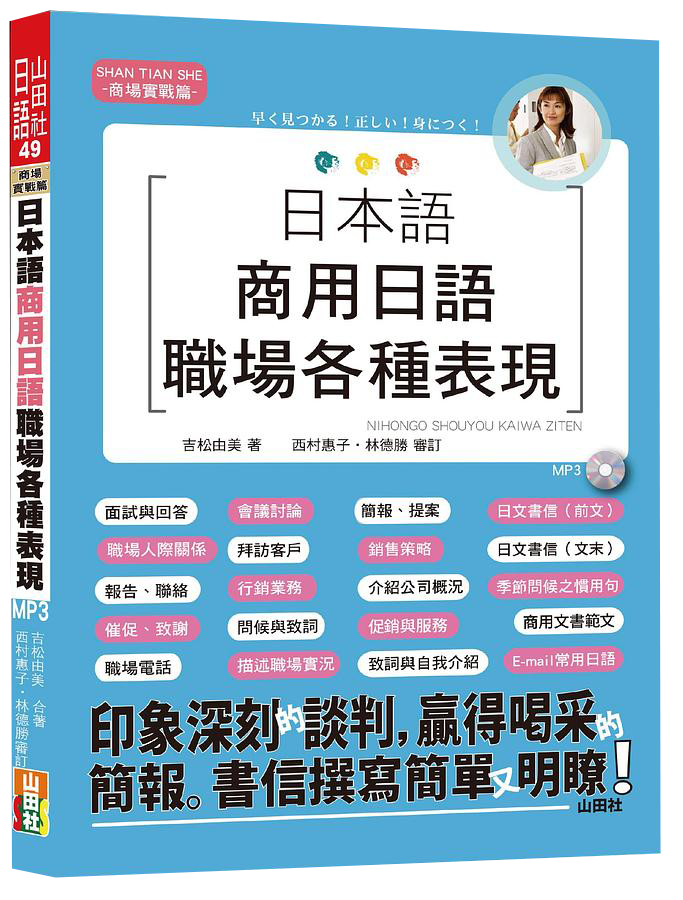 山田社
日語
49
商場
實戰篇
日本語商用日語職場各種表現
MP3
吉松由美 合著
西村惠子・林德勝審訂
山田社
SHAN TIAN SHE
-商場實戰篇-
早く見つかる！正しい！身につく！
日本語
商用日語
職場各種表現
NIHONGO SHOUYOU KAIWA ZITEN
吉松由美 著 西村惠子・林德勝 審訂
MP3
面試與回答 會議討論 簡報、提案 日文書信（前文）
職場人際關係 拜訪客戶 銷售策略 日文書信（文末）
報告、聯絡 行銷業務 介紹公司概況 季節問候之慣用句
催促、致謝 問候與致詞 促銷與服務 商用文書範文
職場電話 描述職場實況 致詞與自我介紹 E-mail常用日語
印象深刻的談判，贏得喝采的
簡報。書信撰寫簡單又明瞭！
山田社